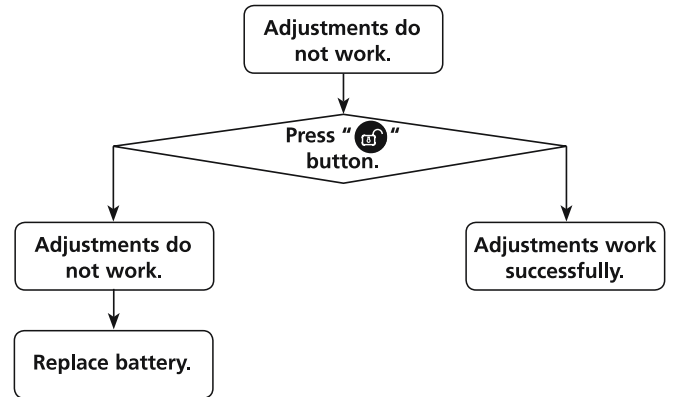 Adjustments do
not work.
Press “ “
button.
Adjustments do
not work.
Adjustments work
successfully.
Replace battery.